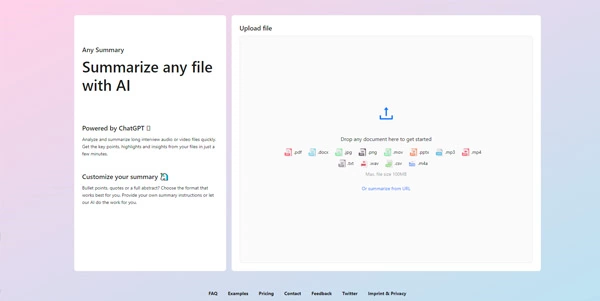 Any Summary
Summarize any file
with AI
Powered by ChatGPT
Analyze and summarize long interview audio or video files quickly.
Get the key points, highlights and insights from your files in just a
few minutes.
Customize your summary
Bullet points, quotes or a full abstract? Choose the format that
works best for you. Provide your own summary instructions or let
our AI do the work for you.
Upload file
Drop any document here to get started
.pdf .docx .jpg .png .mov .pptx .mp3 .mp4
.txt .wav .csv .m4a
Max. file size 100MB
Or summarize from URL
FAQ Examples Pricing Contact Feedback Twitter Imprint & Privacy